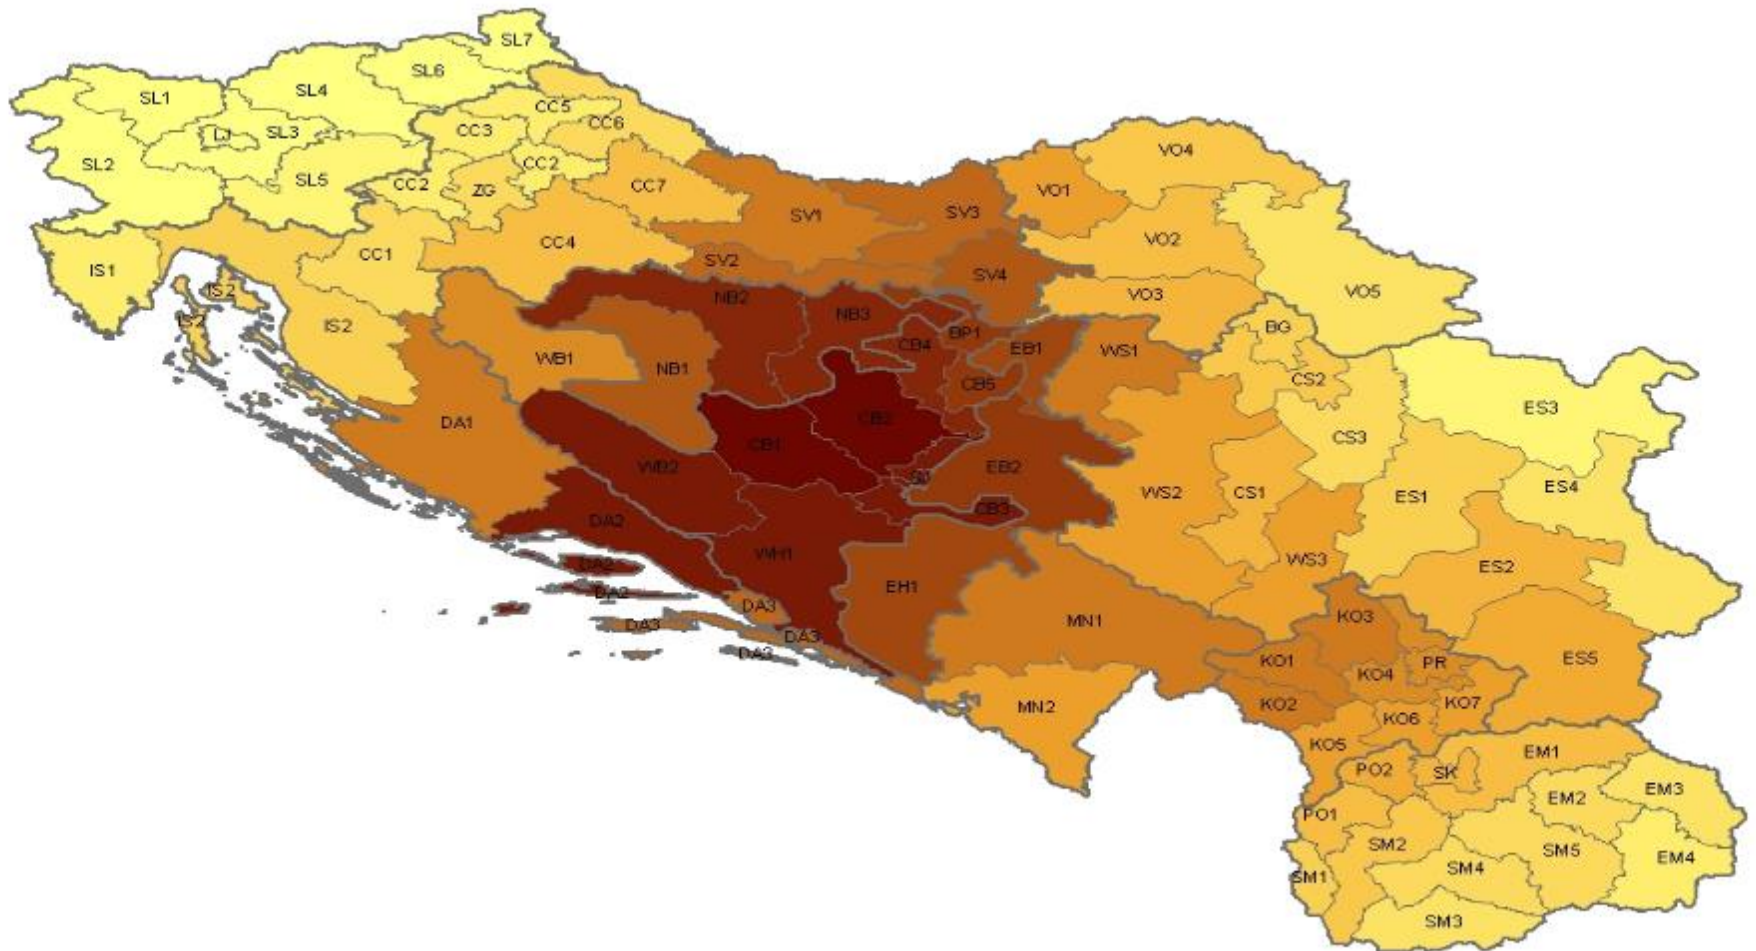 SL7
SL6
SL4
SL1
CC5
CC6
LJ
SL3
CC3
SL2
SL5
CC2
CC2
ZG
CC7
VO4
VO1
SV1
SV3
CC4
CC1
VO2
IS1
SV2
SV4
IS2
NB2
VO5
VO3
IS2
IS2
NB3
BP1
BG
CB4
EB1
WS1
WB1
NB1
CB5
CS2
ES3
DA1
CB2
CB1
CS3
WB2
EB2
SJ
WS2
CS1
ES1
ES4
CB3
DA2
WH1
WS3
ES2
DA2
EH1
DA2
DA3
DA3
DA3
DA3
MN1
KO3
KO1
KO4
PR
ES5
KO2
KO7
MN2
KO6
KO5
EM1
PO2
SK
EM3
EM2
PO1
SM2
SM5
EM4
SM4
SM1
SM3